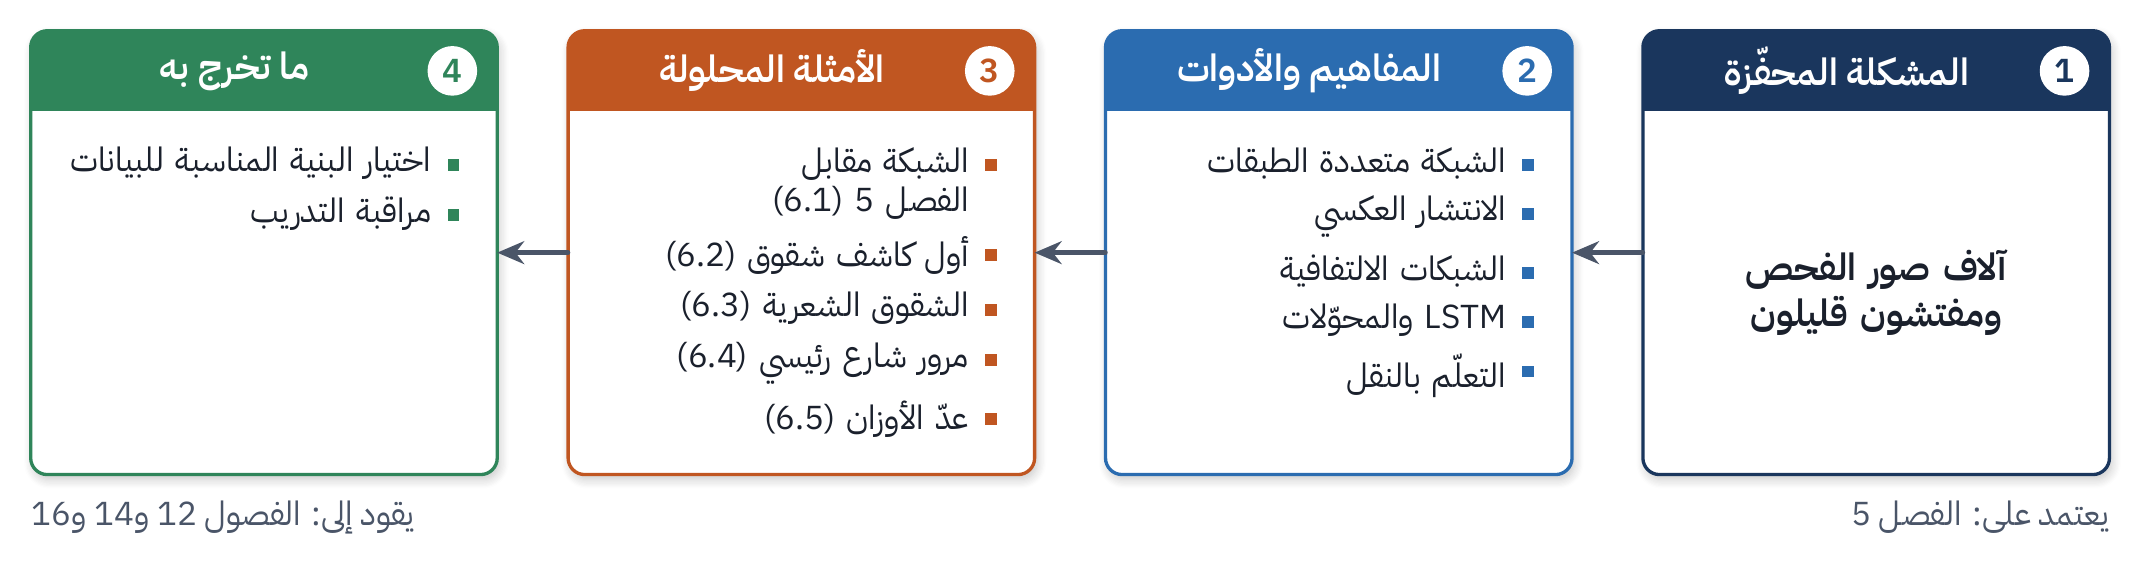 1 المشكلة المحفّزة
آلاف صور الفحص
ومفتشون قليلون
2 المفاهيم والأدوات
الشبكة متعددة الطبقات
الانتشار العكسي
الشبكات الالتفافية
LSTM والمحوّلات
التعلّم بالنقل
3 الأمثلة المحلولة
الشبكة مقابل
الفصل 5 (6.1)
أول كاشف شقوق (6.2)
الشقوق الشعرية (6.3)
مرور شارع رئيسي (6.4)
عدّ الأوزان (6.5)
4 ما تخرج به
اختيار البنية المناسبة للبيانات
مراقبة التدريب
يعتمد على: الفصل 5
يقود إلى: الفصول 12 و14 و16